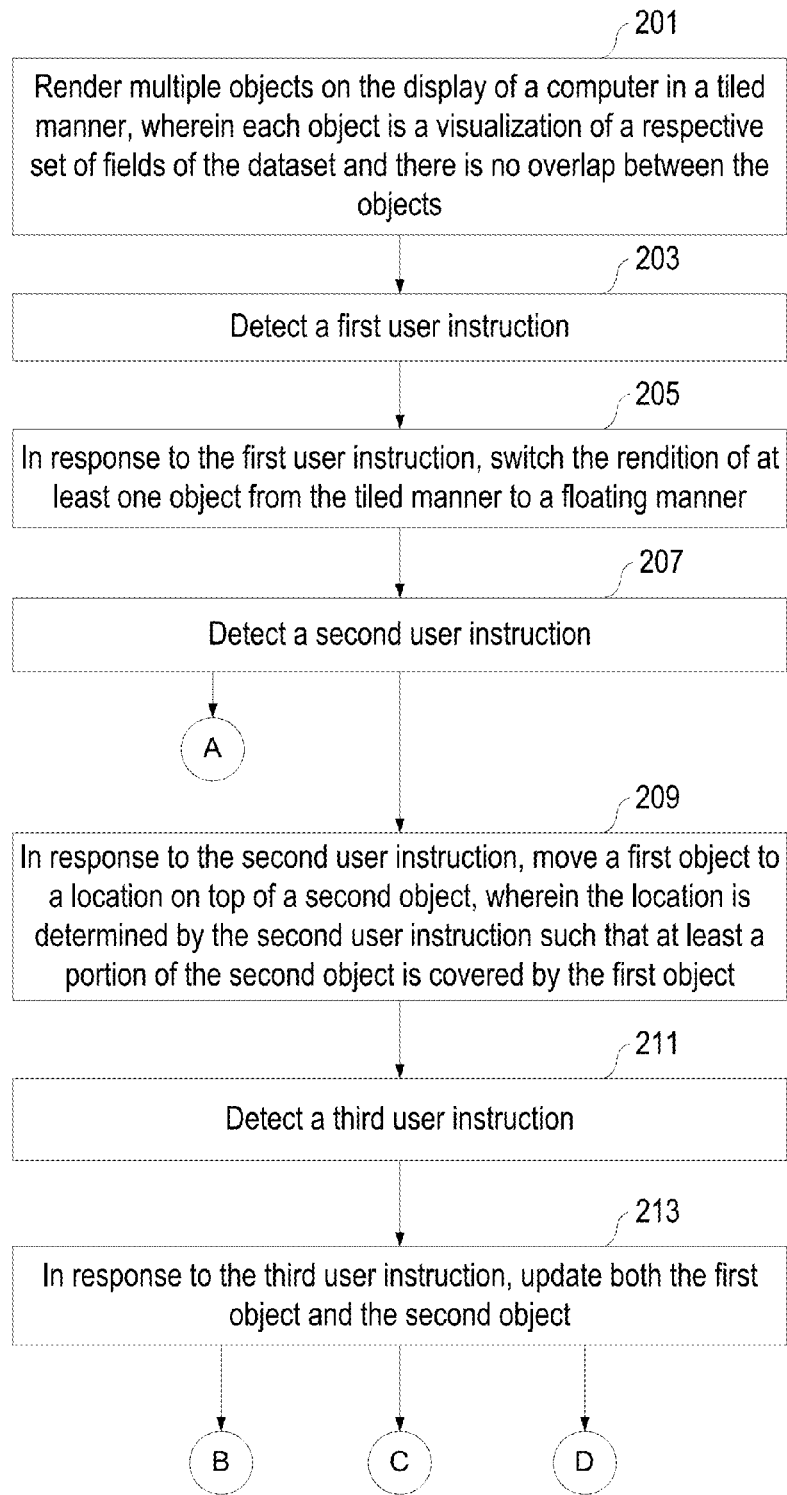 201
Render multiple objects on the display of a computer in a tiled
manner, wherein each object is a visualization of a respective
set of fields of the dataset and there is no overlap between the
objects
203
Detect a first user instruction
205
In response to the first user instruction, switch the rendition of at
least one object from the tiled manner to a floating manner
207
Detect a second user instruction
A
209
In response to the second user instruction, move a first object to
a location on top of a second object, wherein the location is
determined by the second user instruction such that at least a
portion of the second object is covered by the first object
211
Detect a third user instruction
213
In response to the third user instruction, update both the first
object and the second object
B
C
D